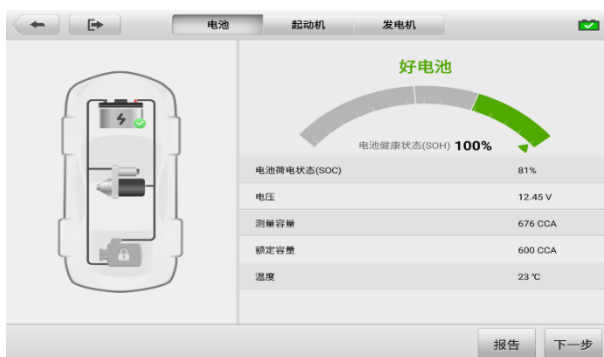 电池 起动机 发电机
好电池
电池健康状态(SOH) 100%
电池荷电状态(SOC) 81%
电压 12.45 V
测量容量 676 CCA
额定容量 600 CCA
温度 23 ℃
报告 下一步